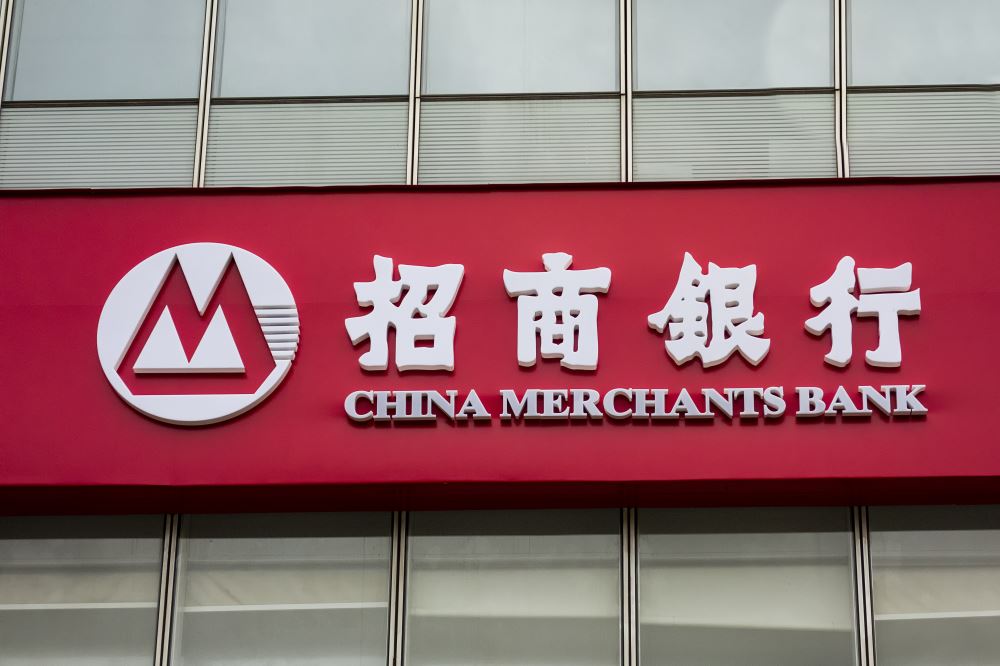 招商銀行
CHINA MERCHANTS BANK